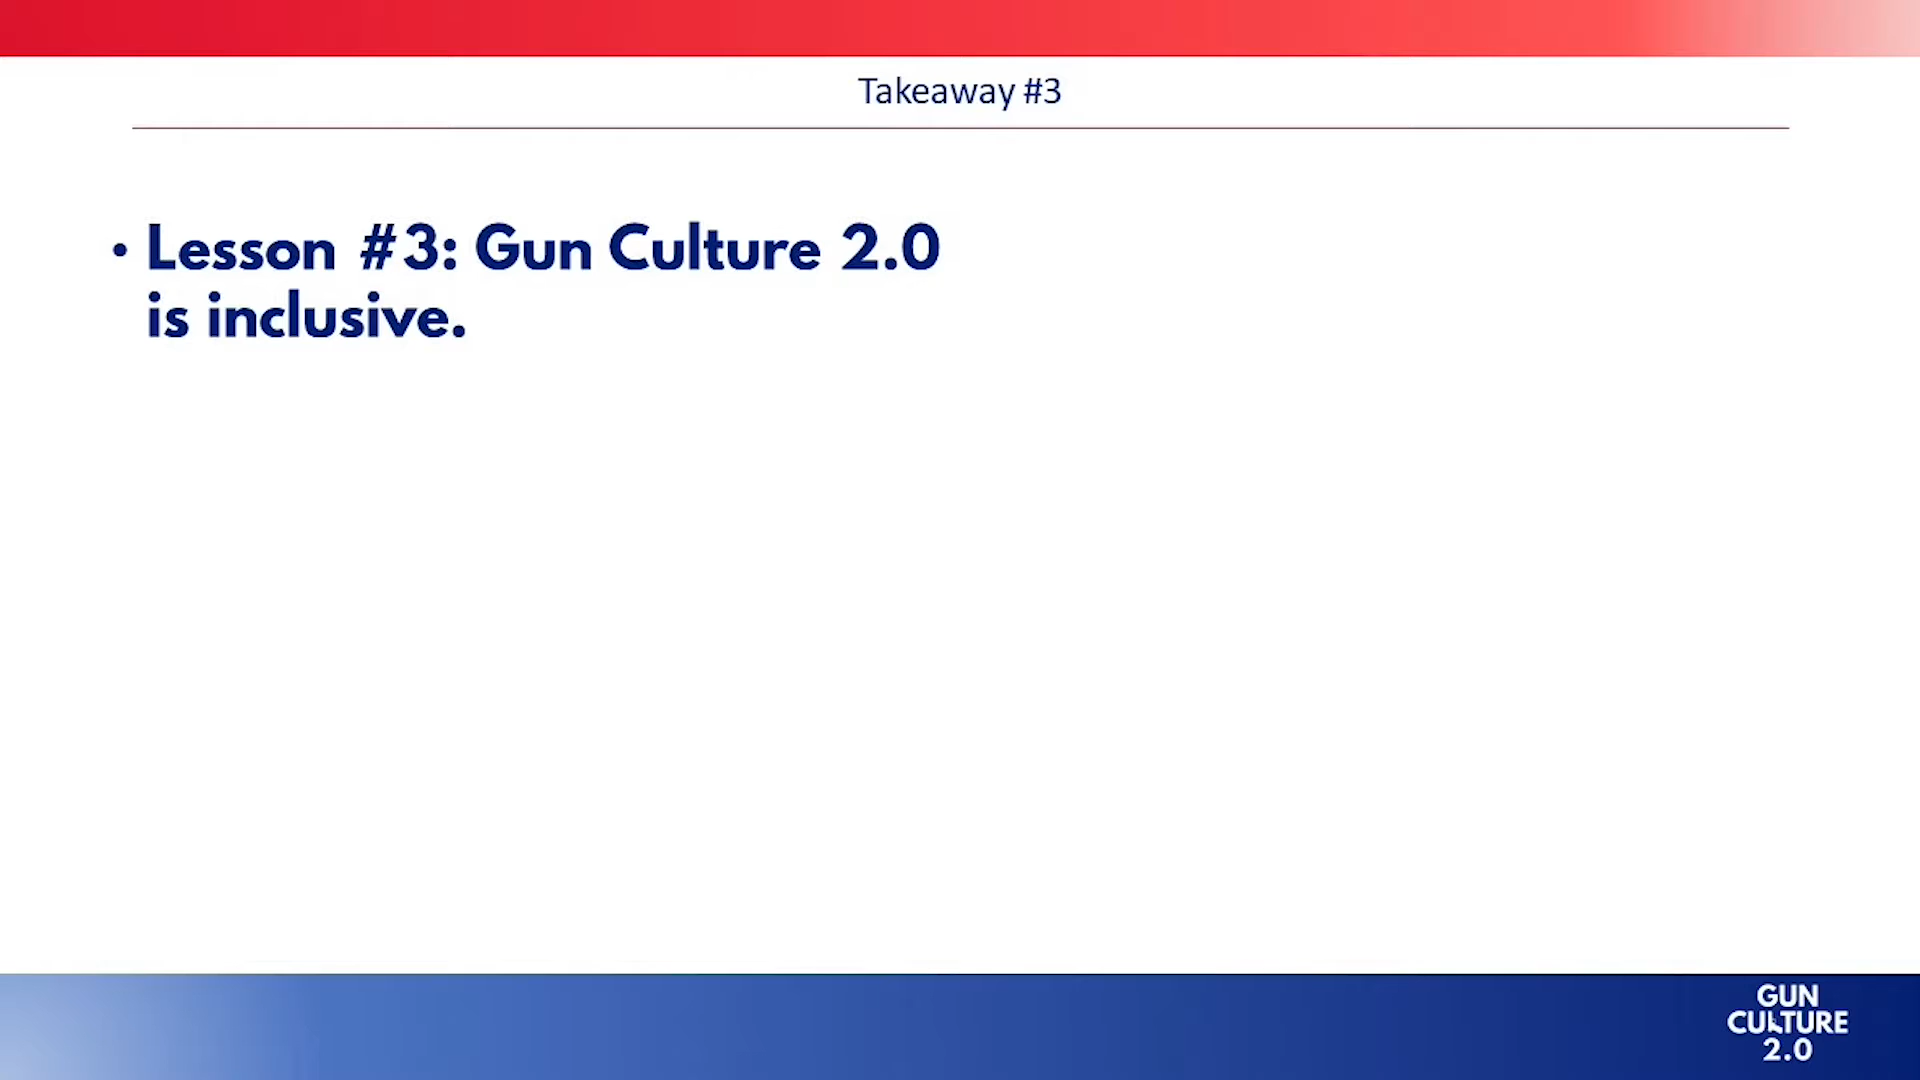 Takeaway #3
• Lesson #3: Gun Culture 2.0
is inclusive.
GUN
CULTURE
2.0